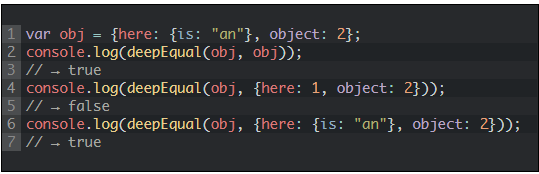 1 var obj = {here: {is: "an"}, object: 2};
2 console.log(deepEqual(obj, obj));
3 // → true
4 console.log(deepEqual(obj, {here: 1, object: 2}));
5 // → false
6 console.log(deepEqual(obj, {here: {is: "an"}, object: 2}));
7 // → true